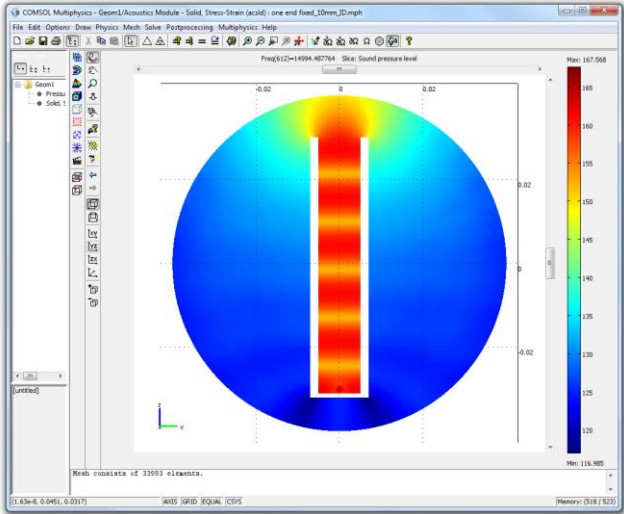 COMSOL Multiphysics - Geom1/Acoustics Module - Solid, Stress-Strain (acsld) : one end fixed_10mm_ID.mph
File Edit Options Draw Physics Mesh Solve Postprocessing Multiphysics Help
Freq(612)=14994.487764 Slice: Sound pressure level
Max: 167.568
Geom1
Pressu
Solid, S
-0.02
0
0.02
0.02
0
-0.02
165
160
155
150
145
140
135
130
125
120
Min: 116.985
z
y
[untitled]
Mesh consists of 33993 elements.
(1.63e-8, 0.0451, 0.0317)
AXIS GRID EQUAL CSYS
Memory: (518 / 523)